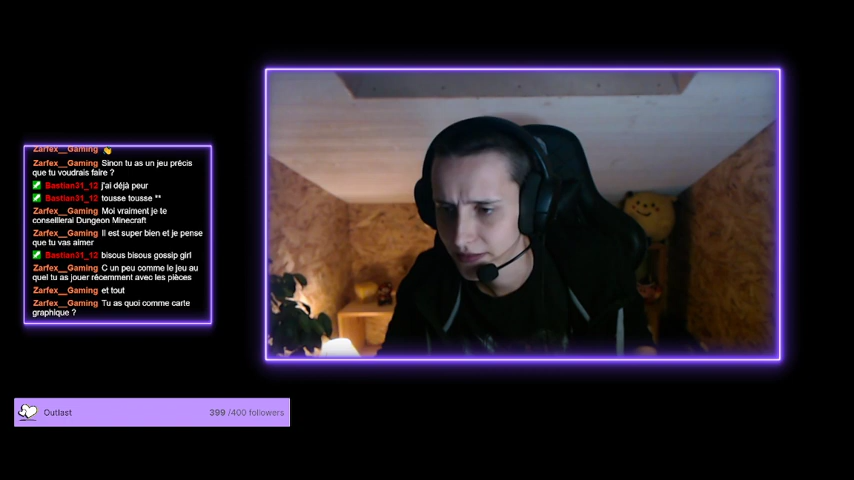 Zarfex__Gaming 👋
Zarfex__Gaming Sinon tu as un jeu précis
que tu voudrais faire ?
Bastian31_12 j'ai déjà peur
Bastian31_12 tousse tousse **
Zarfex__Gaming Moi vraiment je te
conseillerai Dungeon Minecraft
Zarfex__Gaming Il est super bien et je pense
que tu vas aimer
Bastian31_12 bisous bisous gossip girl
Zarfex__Gaming C un peu comme le jeu au
quel tu as jouer récemment avec les pièces
Zarfex__Gaming et tout
Zarfex__Gaming Tu as quoi comme carte
graphique ?
Outlast 399 /400 followers